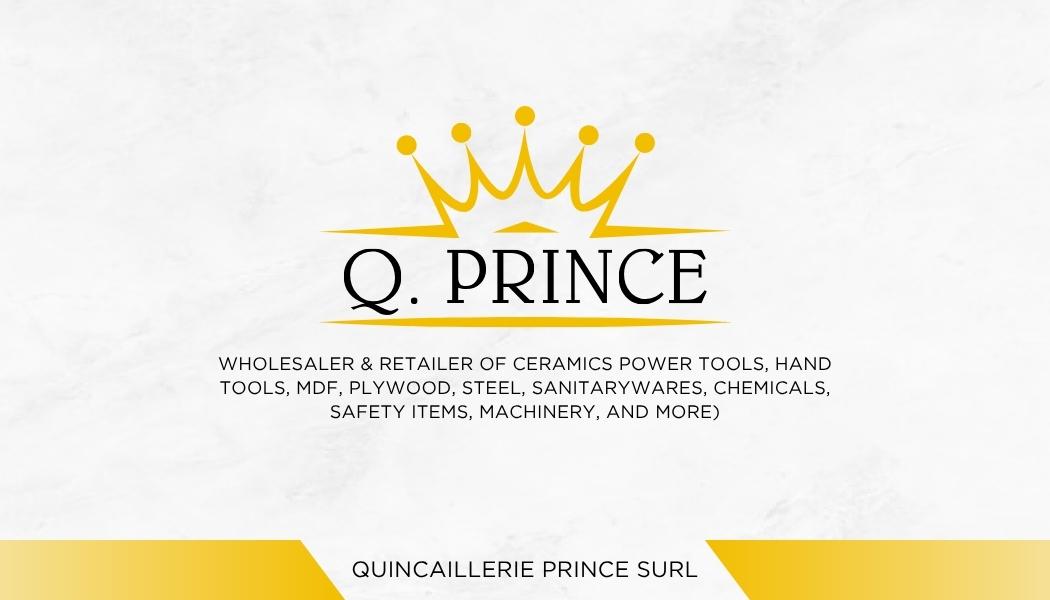 Q. PRINCE
WHOLESALER & RETAILER OF CERAMICS POWER TOOLS, HAND
TOOLS, MDF, PLYWOOD, STEEL, SANITARYWARES, CHEMICALS,
SAFETY ITEMS, MACHINERY, AND MORE)
QUINCAILLERIE PRINCE SURL